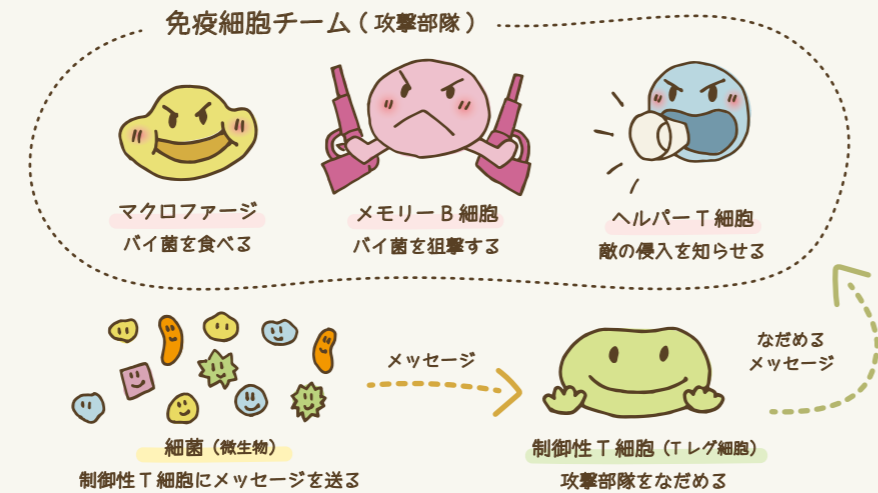 免疫細胞チーム(攻撃部隊)
マクロファージ
バイ菌を食べる
メモリーB細胞
バイ菌を狙撃する
ヘルパーT細胞
敵の侵入を知らせる
メッセージ
なだめる
メッセージ
細菌(微生物)
制御性T細胞にメッセージを送る
制御性T細胞(Tレグ細胞)
攻撃部隊をなだめる